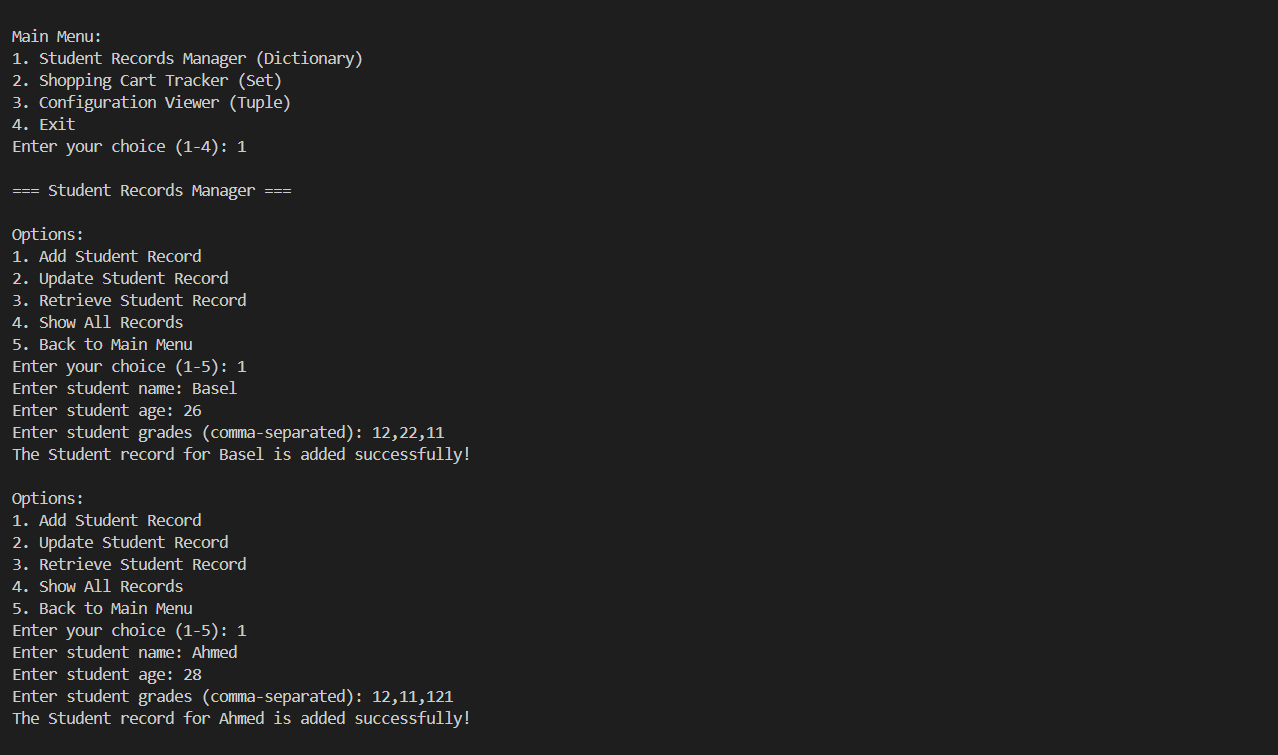 Main Menu:
1. Student Records Manager (Dictionary)
2. Shopping Cart Tracker (Set)
3. Configuration Viewer (Tuple)
4. Exit
Enter your choice (1-4): 1
=== Student Records Manager ===
Options:
1. Add Student Record
2. Update Student Record
3. Retrieve Student Record
4. Show All Records
5. Back to Main Menu
Enter your choice (1-5): 1
Enter student name: Basel
Enter student age: 26
Enter student grades (comma-separated): 12,22,11
The Student record for Basel is added successfully!
Options:
1. Add Student Record
2. Update Student Record
3. Retrieve Student Record
4. Show All Records
5. Back to Main Menu
Enter your choice (1-5): 1
Enter student name: Ahmed
Enter student age: 28
Enter student grades (comma-separated): 12,11,121
The Student record for Ahmed is added successfully!